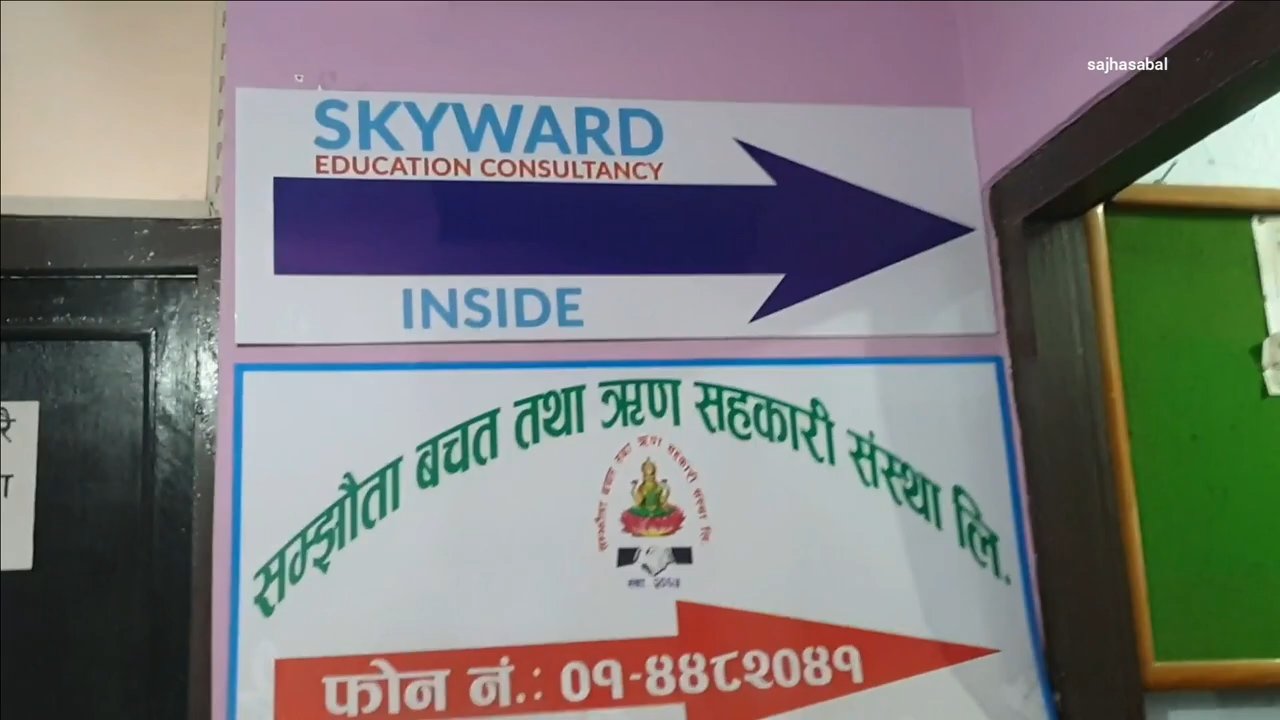 sajhasabal
SKYWARD
EDUCATION CONSULTANCY
INSIDE
सम्झौता बचत तथा ऋण सहकारी संस्था लि.
फोन नं.: ०१-४४८२०४१